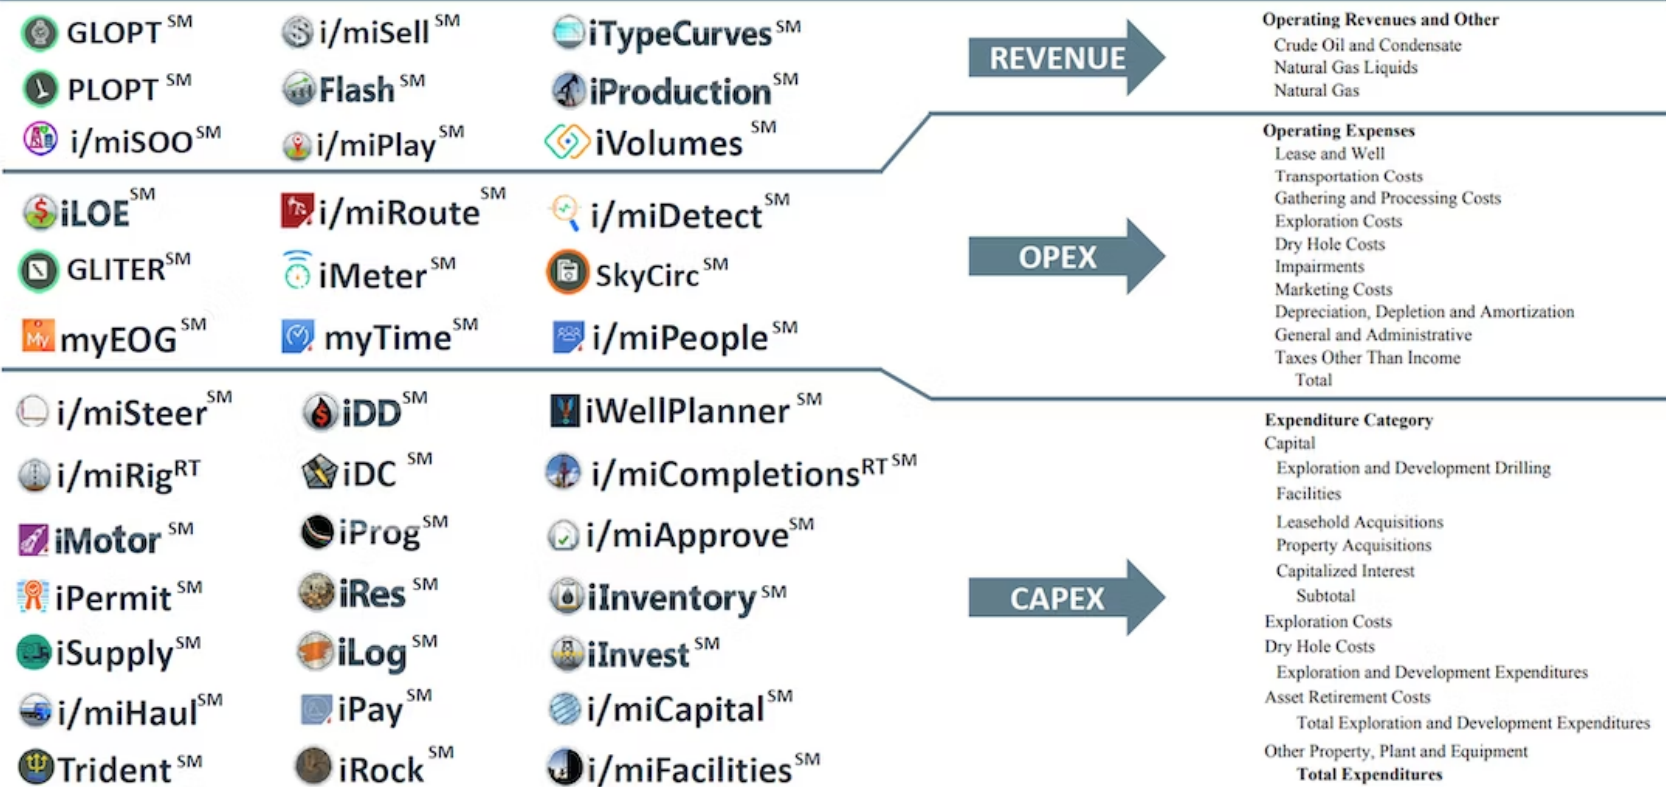 GLOPT SM
i/miSell SM
iTypeCurves SM
PLOPT SM
Flash SM
iProduction SM
i/miSOO SM
i/miPlay SM
iVolumes SM
REVENUE
Operating Revenues and Other
Crude Oil and Condensate
Natural Gas Liquids
Natural Gas
iLOE SM
i/miRoute SM
i/miDetect SM
GLITER SM
iMeter SM
SkyCirc SM
My
myEOG SM
myTime SM
i/miPeople SM
OPEX
Operating Expenses
Lease and Well
Transportation Costs
Gathering and Processing Costs
Exploration Costs
Dry Hole Costs
Impairments
Marketing Costs
Depreciation, Depletion and Amortization
General and Administrative
Taxes Other Than Income
Total
i/miSteer SM
iDD SM
iWellPlanner SM
i/miRig RT
iDC SM
i/miCompletions RT SM
iMotor SM
iProg SM
i/miApprove SM
iPermit SM
iRes SM
iInventory SM
iSupply SM
iLog SM
iInvest SM
i/miHaul SM
iPay SM
i/miCapital SM
Trident SM
iRock SM
i/miFacilities SM
CAPEX
Expenditure Category
Capital
Exploration and Development Drilling
Facilities
Leasehold Acquisitions
Property Acquisitions
Capitalized Interest
Subtotal
Exploration Costs
Dry Hole Costs
Exploration and Development Expenditures
Asset Retirement Costs
Total Exploration and Development Expenditures
Other Property, Plant and Equipment
Total Expenditures